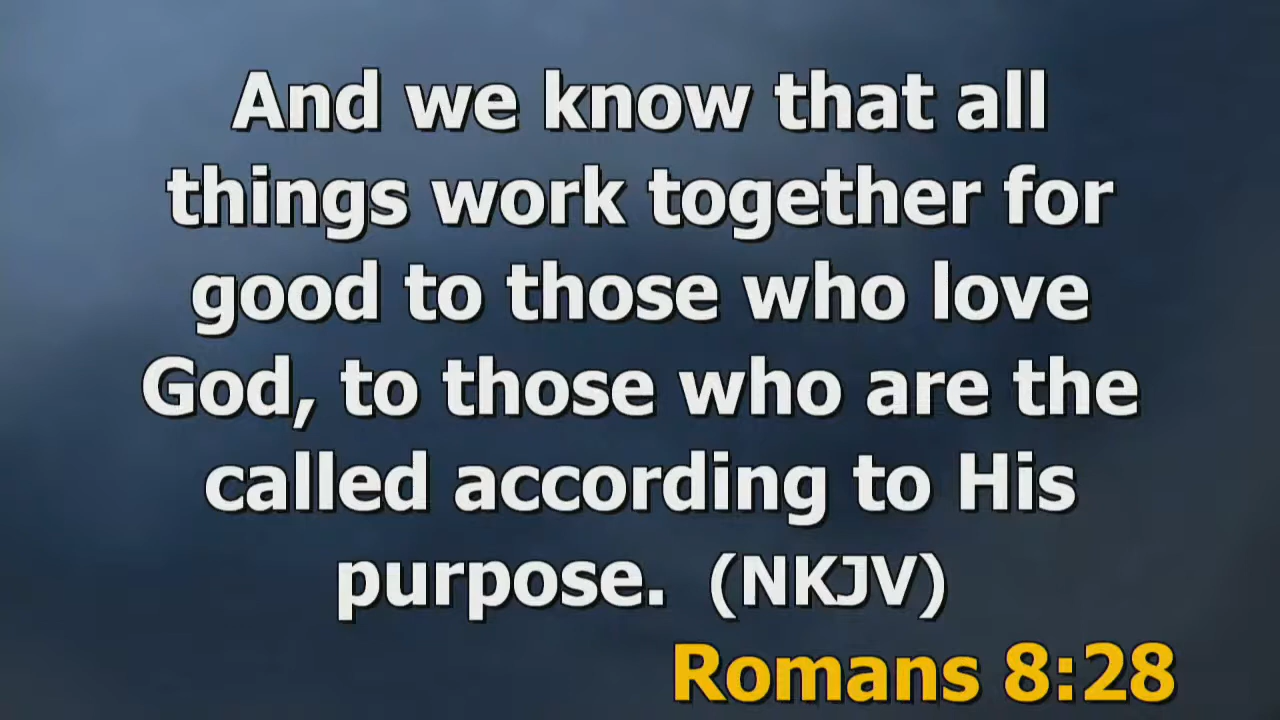 And we know that all
things work together for
good to those who love
God, to those who are the
called according to His
purpose. (NKJV)
Romans 8:28